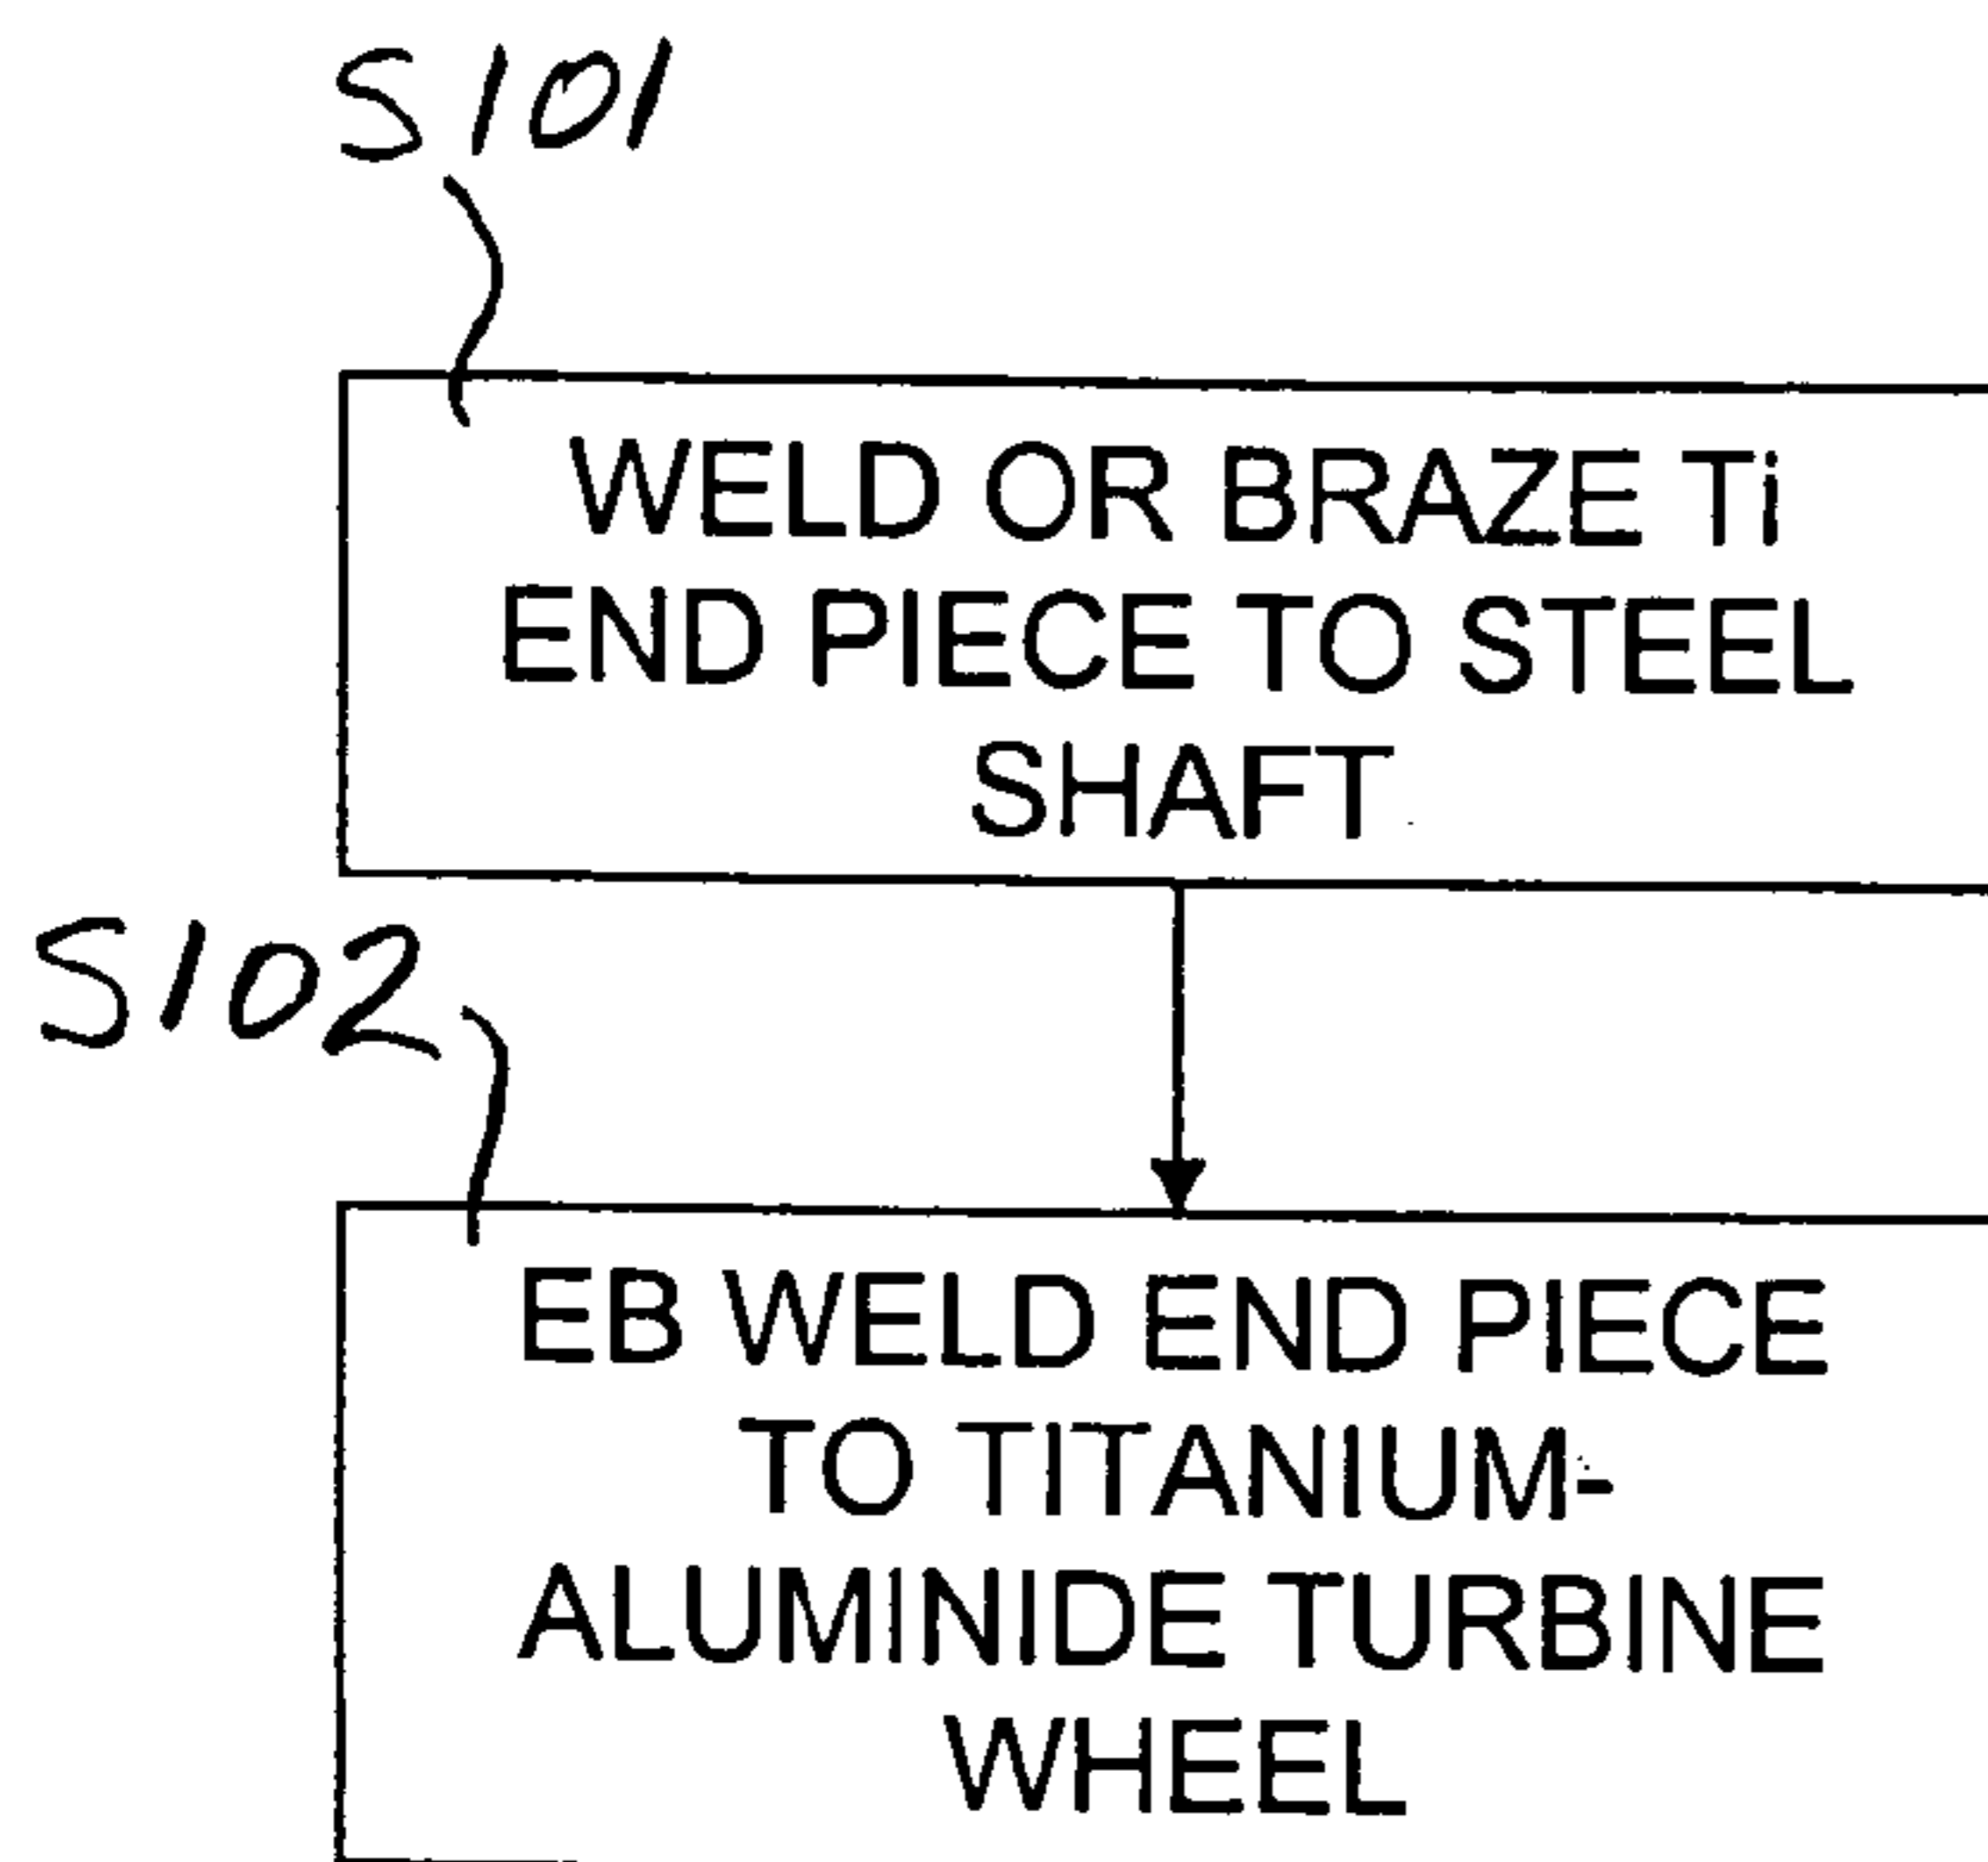 S101
WELD OR BRAZE Ti
END PIECE TO STEEL
SHAFT
S102
EB WELD END PIECE
TO TITANIUM-
ALUMINIDE TURBINE
WHEEL